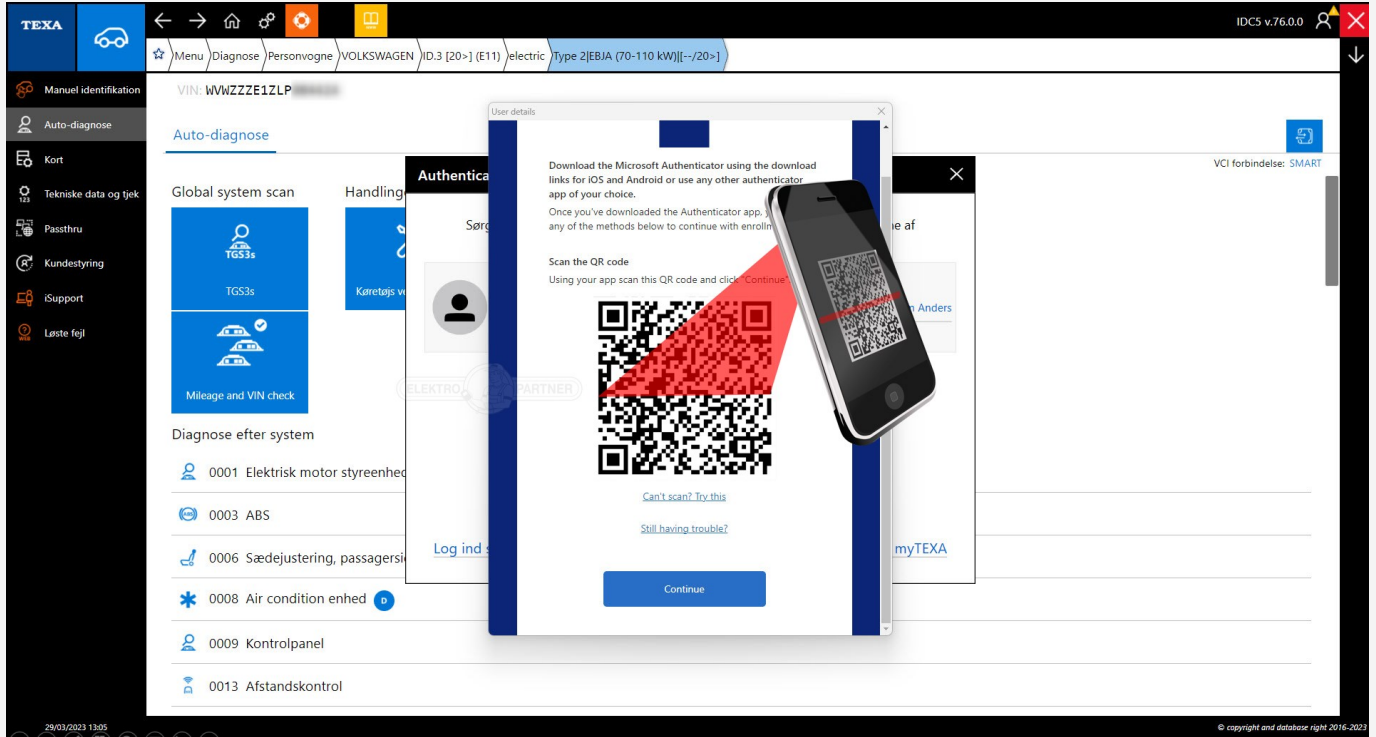 TEXA
IDC5 v.76.0.0
Menu Diagnose Personvogne VOLKSWAGEN ID.3 [20>] (E11) electric Type 2|EBJA (70-110 kW)|[--/20>]
Manuel identifikation
Auto-diagnose
Kort
Tekniske data og tjek
Passthru
Kundestyring
iSupport
Løste fejl
VIN: WVWZZZE1ZLP
Auto-diagnose
VCI forbindelse: SMART
Global system scan
TGS3s
TGS3s
Mileage and VIN check
Diagnose efter system
0001 Elektrisk motor styreenhed
0003 ABS
0006 Sædejustering, passagersi
0008 Air condition enhed D
0009 Kontrolpanel
0013 Afstandskontrol
Handlinge
Køretøjs ve
Authentica
Sørg
e af
n Anders
Log ind s
myTEXA
User details
Download the Microsoft Authenticator using the download
links for iOS and Android or use any other authenticator
app of your choice.
Once you've downloaded the Authenticator app, y
any of the methods below to continue with enrollm
Scan the QR code
Using your app scan this QR code and click "Continue"
Can't scan? Try this
Still having trouble?
Continue
ELEKTRO PARTNER
29/03/2023 13:05
© copyright and database right 2016-2023